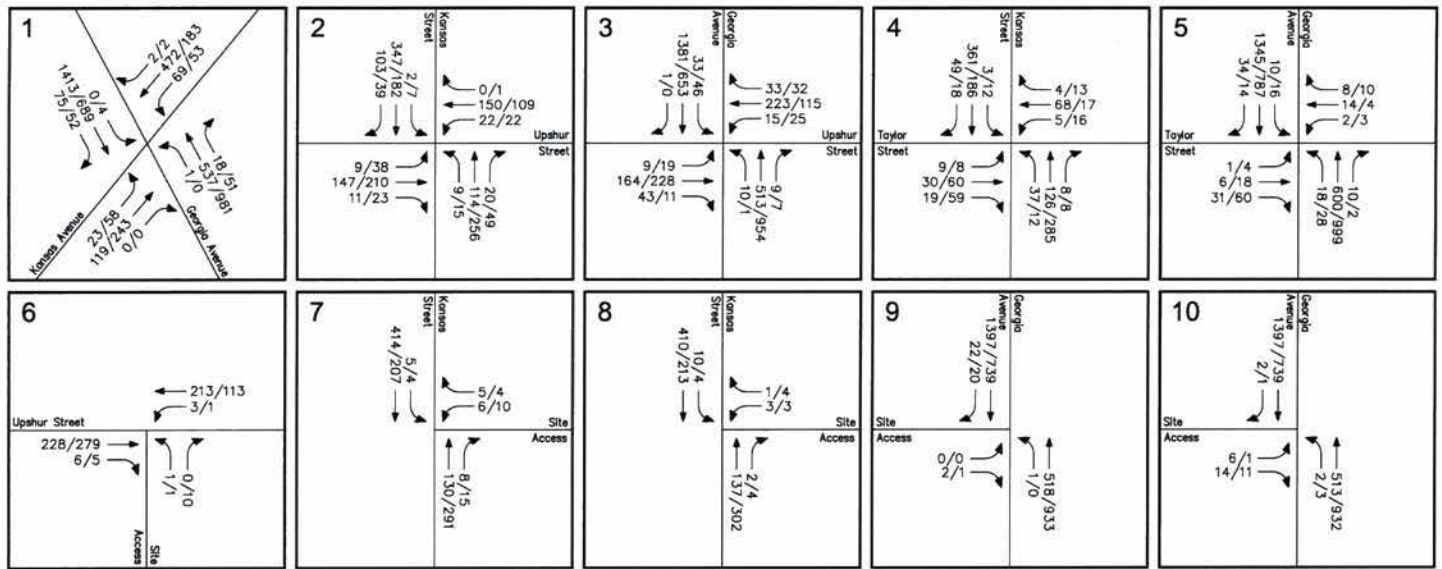 1
2/2
472/183
69/53
0/4
1413/689
75/52
18/51
537/981
1/0
23/58
119/243
0/0
Kansas Avenue
Georgia Avenue
2
Street
Kansas
103/39
347/182
2/7
0/1
150/109
22/22
Upshur
Street
9/38
147/210
11/23
9/15
114/256
20/49
3
Avenue
Georgia
1/0
1381/653
33/46
33/32
223/115
15/25
Upshur
Street
9/19
164/228
43/11
10/1
513/954
9/7
4
Street
Kansas
49/18
361/186
3/12
4/13
68/17
5/16
Taylor
Street
9/8
30/60
19/59
37/12
126/285
8/8
5
Avenue
Georgia
34/14
1345/787
10/16
8/10
14/4
2/3
Taylor
Street
1/4
6/18
31/60
18/28
600/999
10/2
6
213/113
3/1
Upshur Street
228/279
6/5
1/1
0/10
Access
Site
7
Street
Kansas
414/207
5/4
5/4
6/10
Site
Access
130/291
8/15
8
Street
Kansas
410/213
10/4
1/4
3/3
Site
Access
137/302
2/4
9
Avenue
Georgia
22/20
1397/739
Site
Access
0/0
2/1
1/0
518/933
10
Avenue
Georgia
2/1
1397/739
Site
Access
6/1
14/11
2/3
513/932